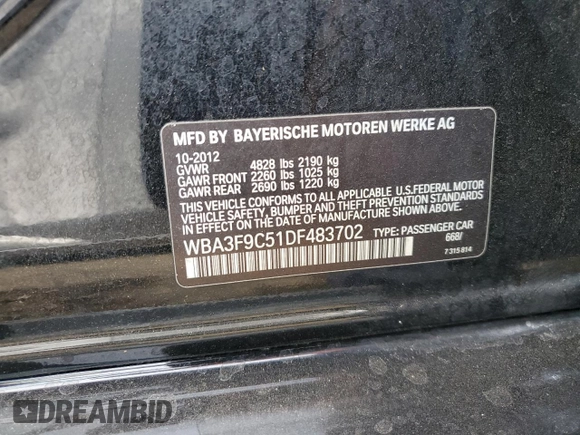 MFD BY BAYERISCHE MOTOREN WERKE AG
10-2012
GVWR 4828 lbs 2190 kg
GAWR FRONT 2260 lbs 1025 kg
GAWR REAR 2690 lbs 1220 kg
THIS VEHICLE CONFORMS TO ALL APPLICABLE U.S.FEDERAL MOTOR
VEHICLE SAFETY, BUMPER AND THEFT PREVENTION STANDARDS
IN EFFECT ON THE DATE OF MANUFACTURE SHOWN ABOVE.
WBA3F9C51DF483702 TYPE: PASSENGER CAR
668/
7 315 814
DREAMBID